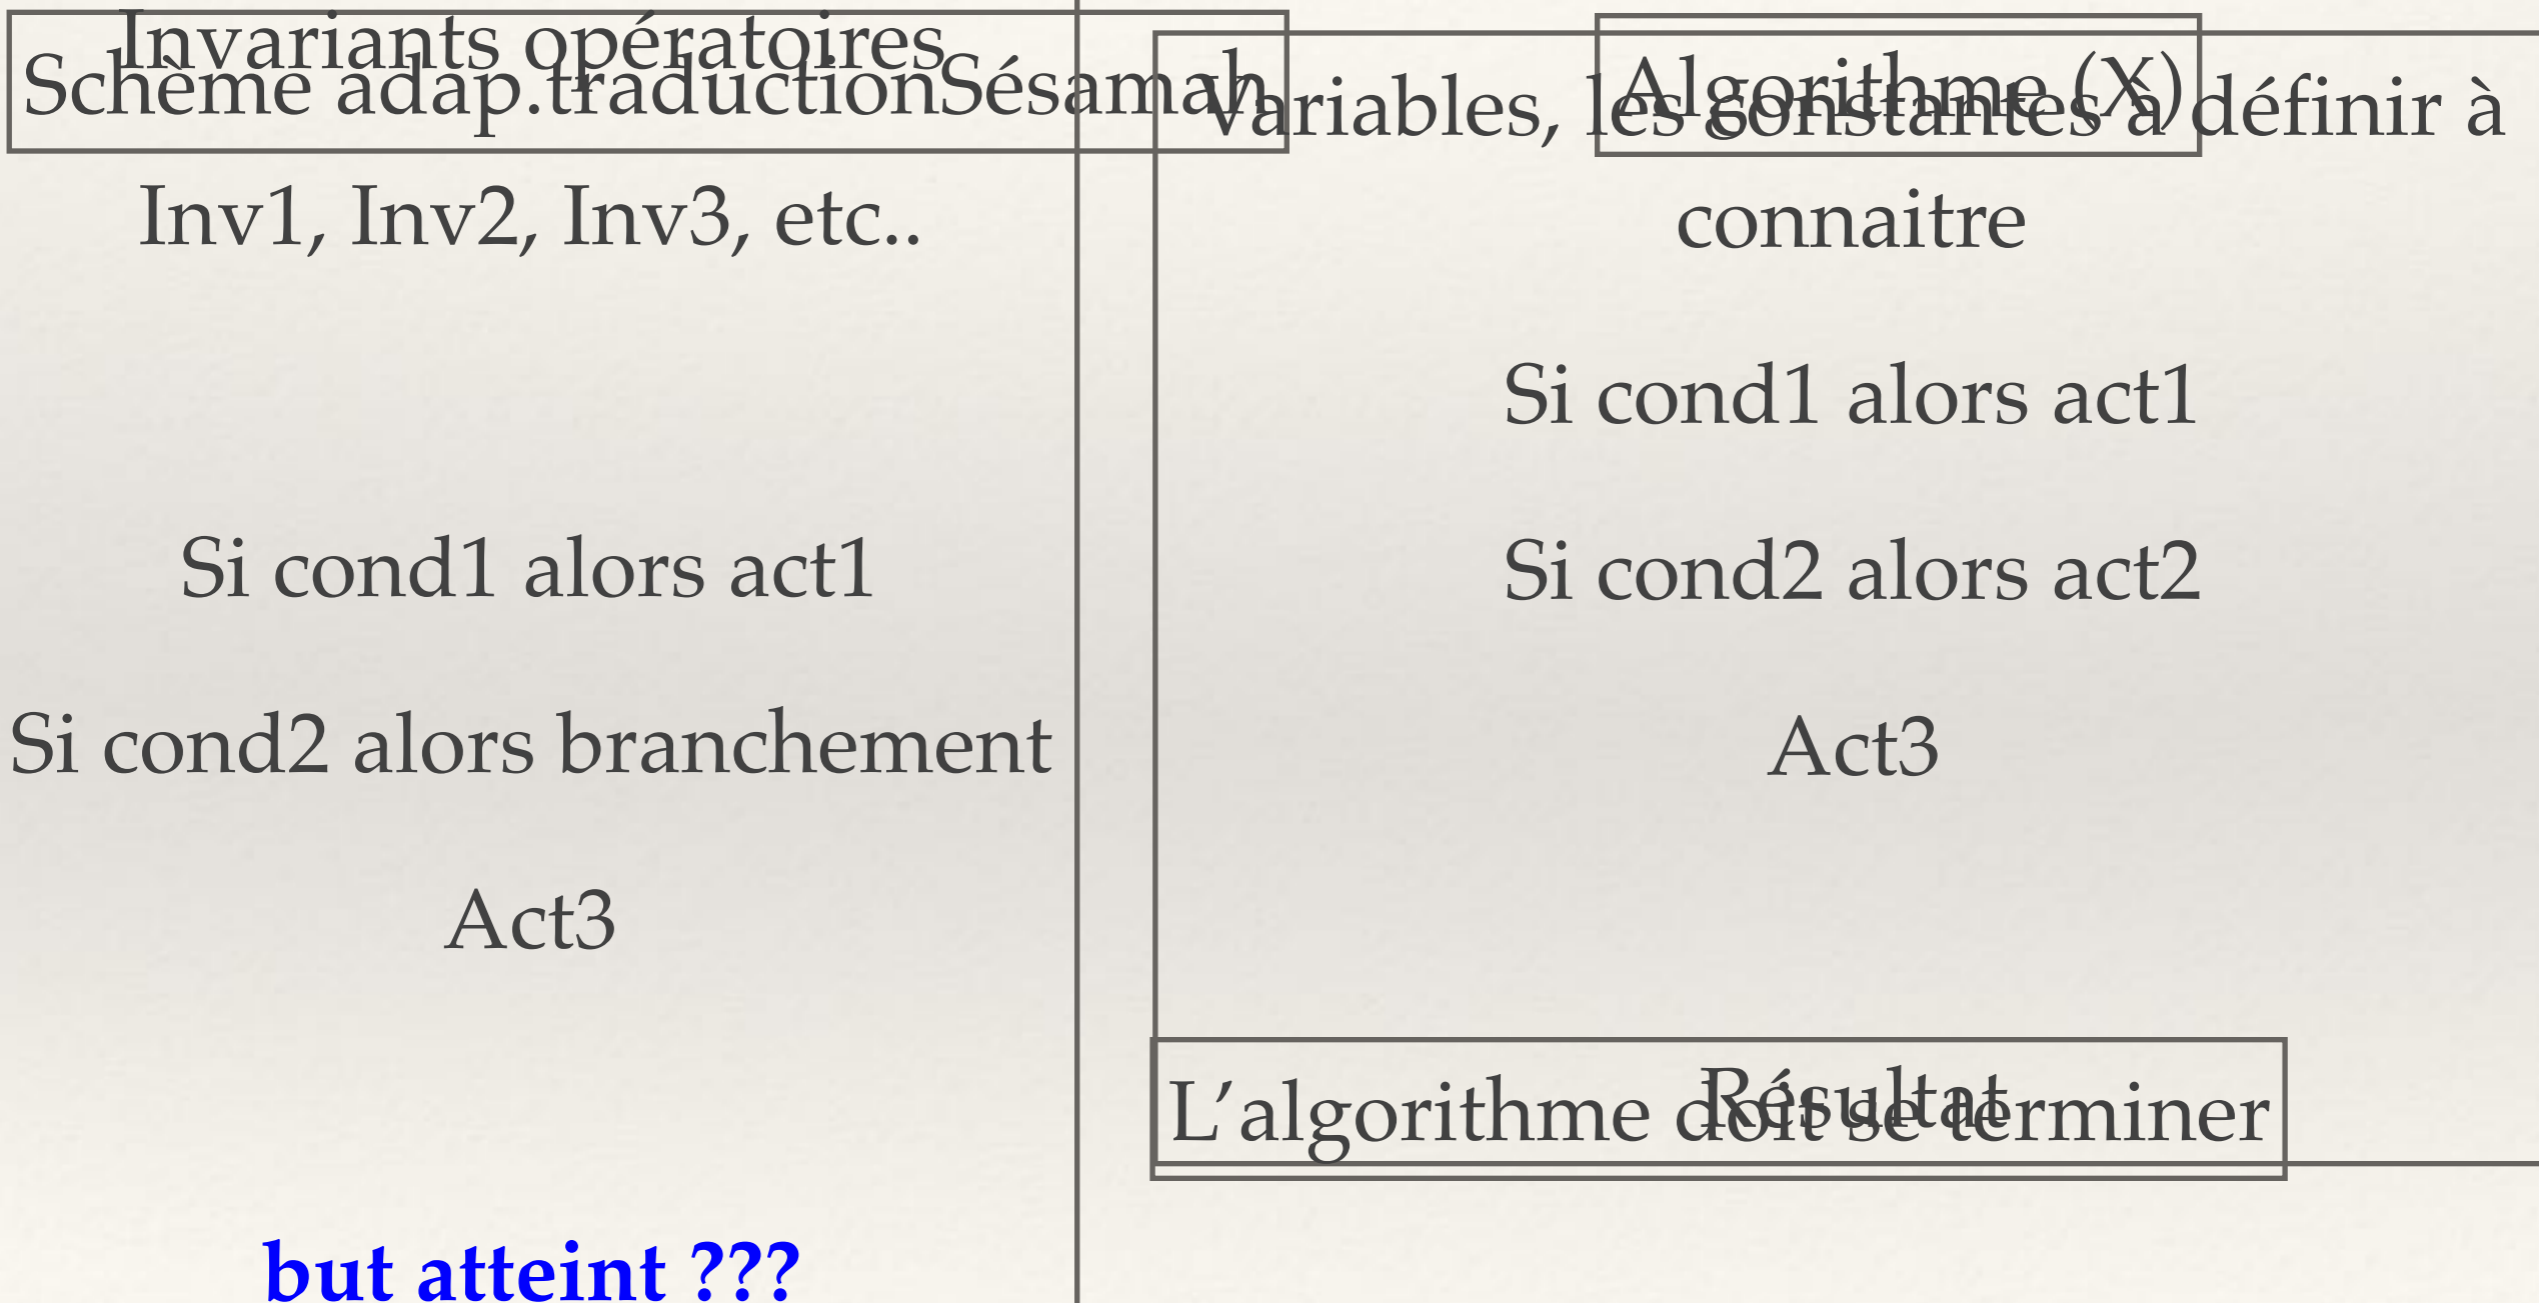 Invariants opératoires
Schème adap.traductionSésamah
Inv1, Inv2, Inv3, etc..
Si cond1 alors act1
Si cond2 alors branchement
Act3
but atteint ???
Algorithme (X)
Variables, les constantes à définir à
connaitre
Si cond1 alors act1
Si cond2 alors act2
Act3
Résultat
L’algorithme doit se terminer